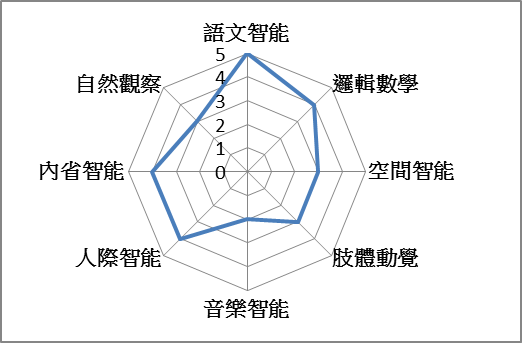 語文智能
5
自然觀察
邏輯數學
4
3
2
1
內省智能
0
空間智能
人際智能
肢體動覺
音樂智能